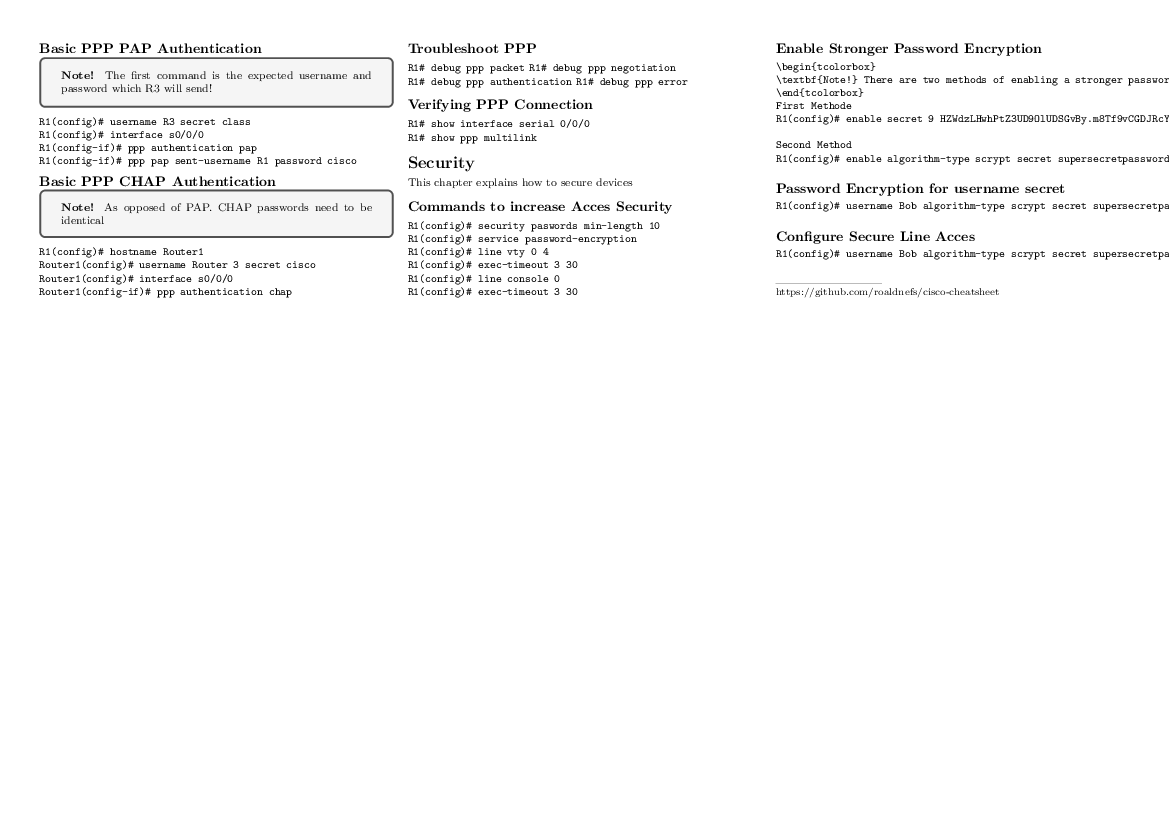 Basic PPP PAP Authentication
Note! The first command is the expected username and
password which R3 will send!
R1(config)# username R3 secret class
R1(config)# interface s0/0/0
R1(config-if)# ppp authentication pap
R1(config-if)# ppp pap sent-username R1 password cisco
Basic PPP CHAP Authentication
Note! As opposed of PAP. CHAP passwords need to be
identical
R1(config)# hostname Router1
Router1(config)# username Router 3 secret cisco
Router1(config)# interface s0/0/0
Router1(config-if)# ppp authentication chap
Troubleshoot PPP
R1# debug ppp packet R1# debug ppp negotiation
R1# debug ppp authentication R1# debug ppp error
Verifying PPP Connection
R1# show interface serial 0/0/0
R1# show ppp multilink
Security
This chapter explains how to secure devices
Commands to increase Acces Security
R1(config)# security paswords min-length 10
R1(config)# service password-encryption
R1(config)# line vty 0 4
R1(config)# exec-timeout 3 30
R1(config)# line console 0
R1(config)# exec-timeout 3 30
Enable Stronger Password Encryption
\begin{tcolorbox}
\textbf{Note!} There are two methods of enabling a stronger passwor
\end{tcolorbox}
First Methode
R1(config)# enable secret 9
Second Method
R1(config)# enable algorithm-type scrypt secret supersecretpassword
Password Encryption for username secret
R1(config)# username Bob algorithm-type scrypt secret supersecretpa
Configure Secure Line Acces
R1(config)# username Bob algorithm-type scrypt secret supersecretpa
https://github.com/roaldnefs/cisco-cheatsheet